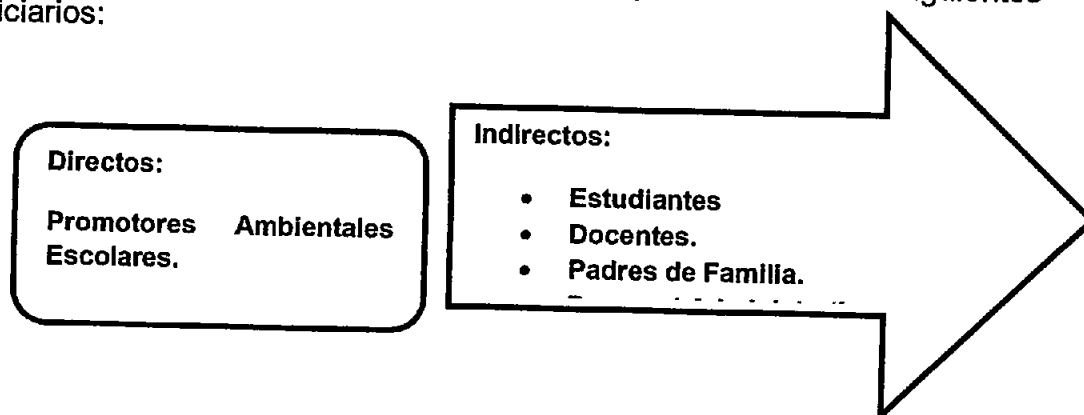 iciarios:
Directos:
Promotores Ambientales
Escolares.
Indirectos:
• Estudiantes
• Docentes.
• Padres de Familia.